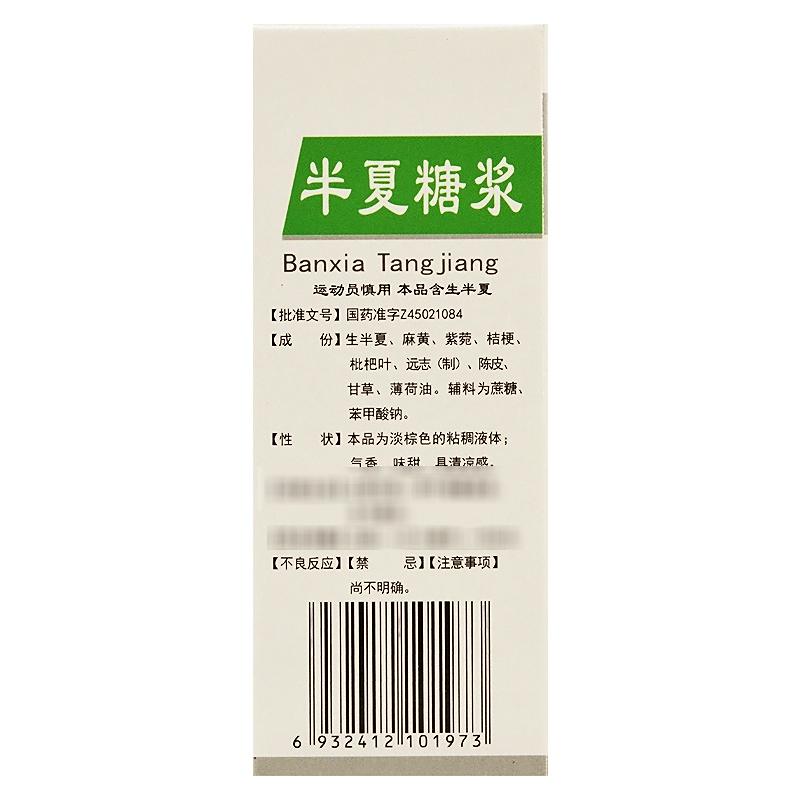 半夏糖浆
Banxia Tangjiang
运动员慎用 本品含生半夏
【批准文号】国药准字Z45021084
【成 份】生半夏、麻黄、紫菀、桔梗、
枇杷叶、远志（制）、陈皮、
甘草、薄荷油。辅料为蔗糖、
苯甲酸钠。
【性 状】本品为淡棕色的粘稠液体；
气香、味甜、具清凉感。
【不良反应】【禁 忌】【注意事项】
尚不明确。
6 932412 101973